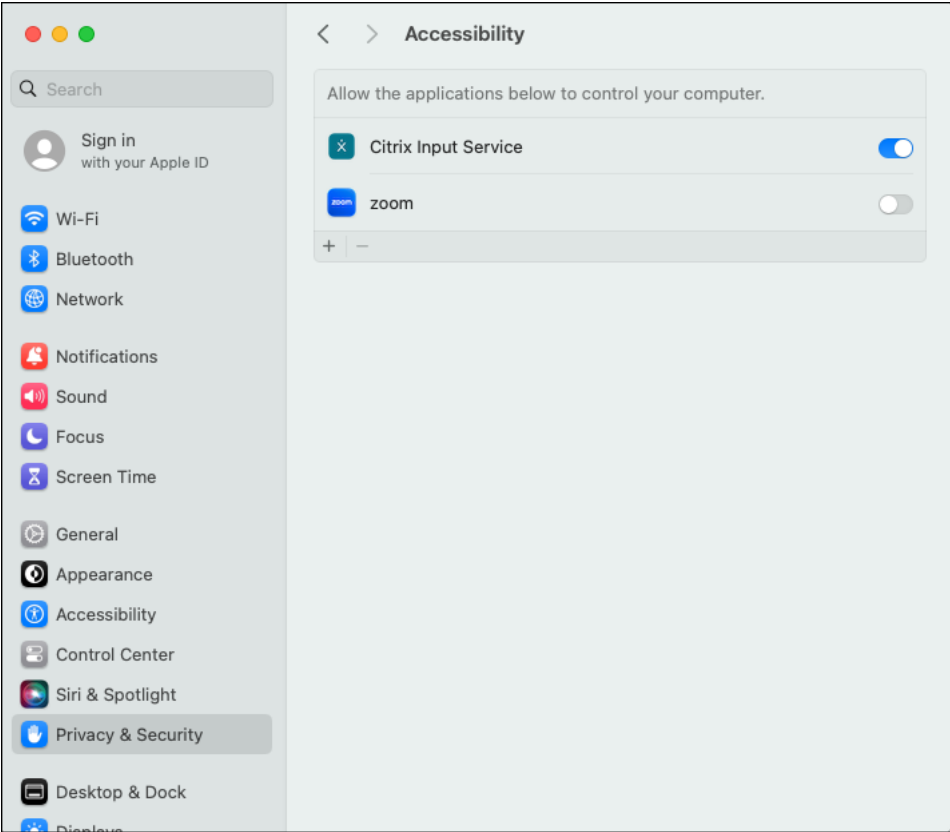 Search
Sign in
with your Apple ID
Wi-Fi
Bluetooth
Network
Notifications
Sound
Focus
Screen Time
General
Appearance
Accessibility
Control Center
Siri & Spotlight
Privacy & Security
Desktop & Dock
Displays
Accessibility
Allow the applications below to control your computer.
Citrix Input Service
zoom
zoom